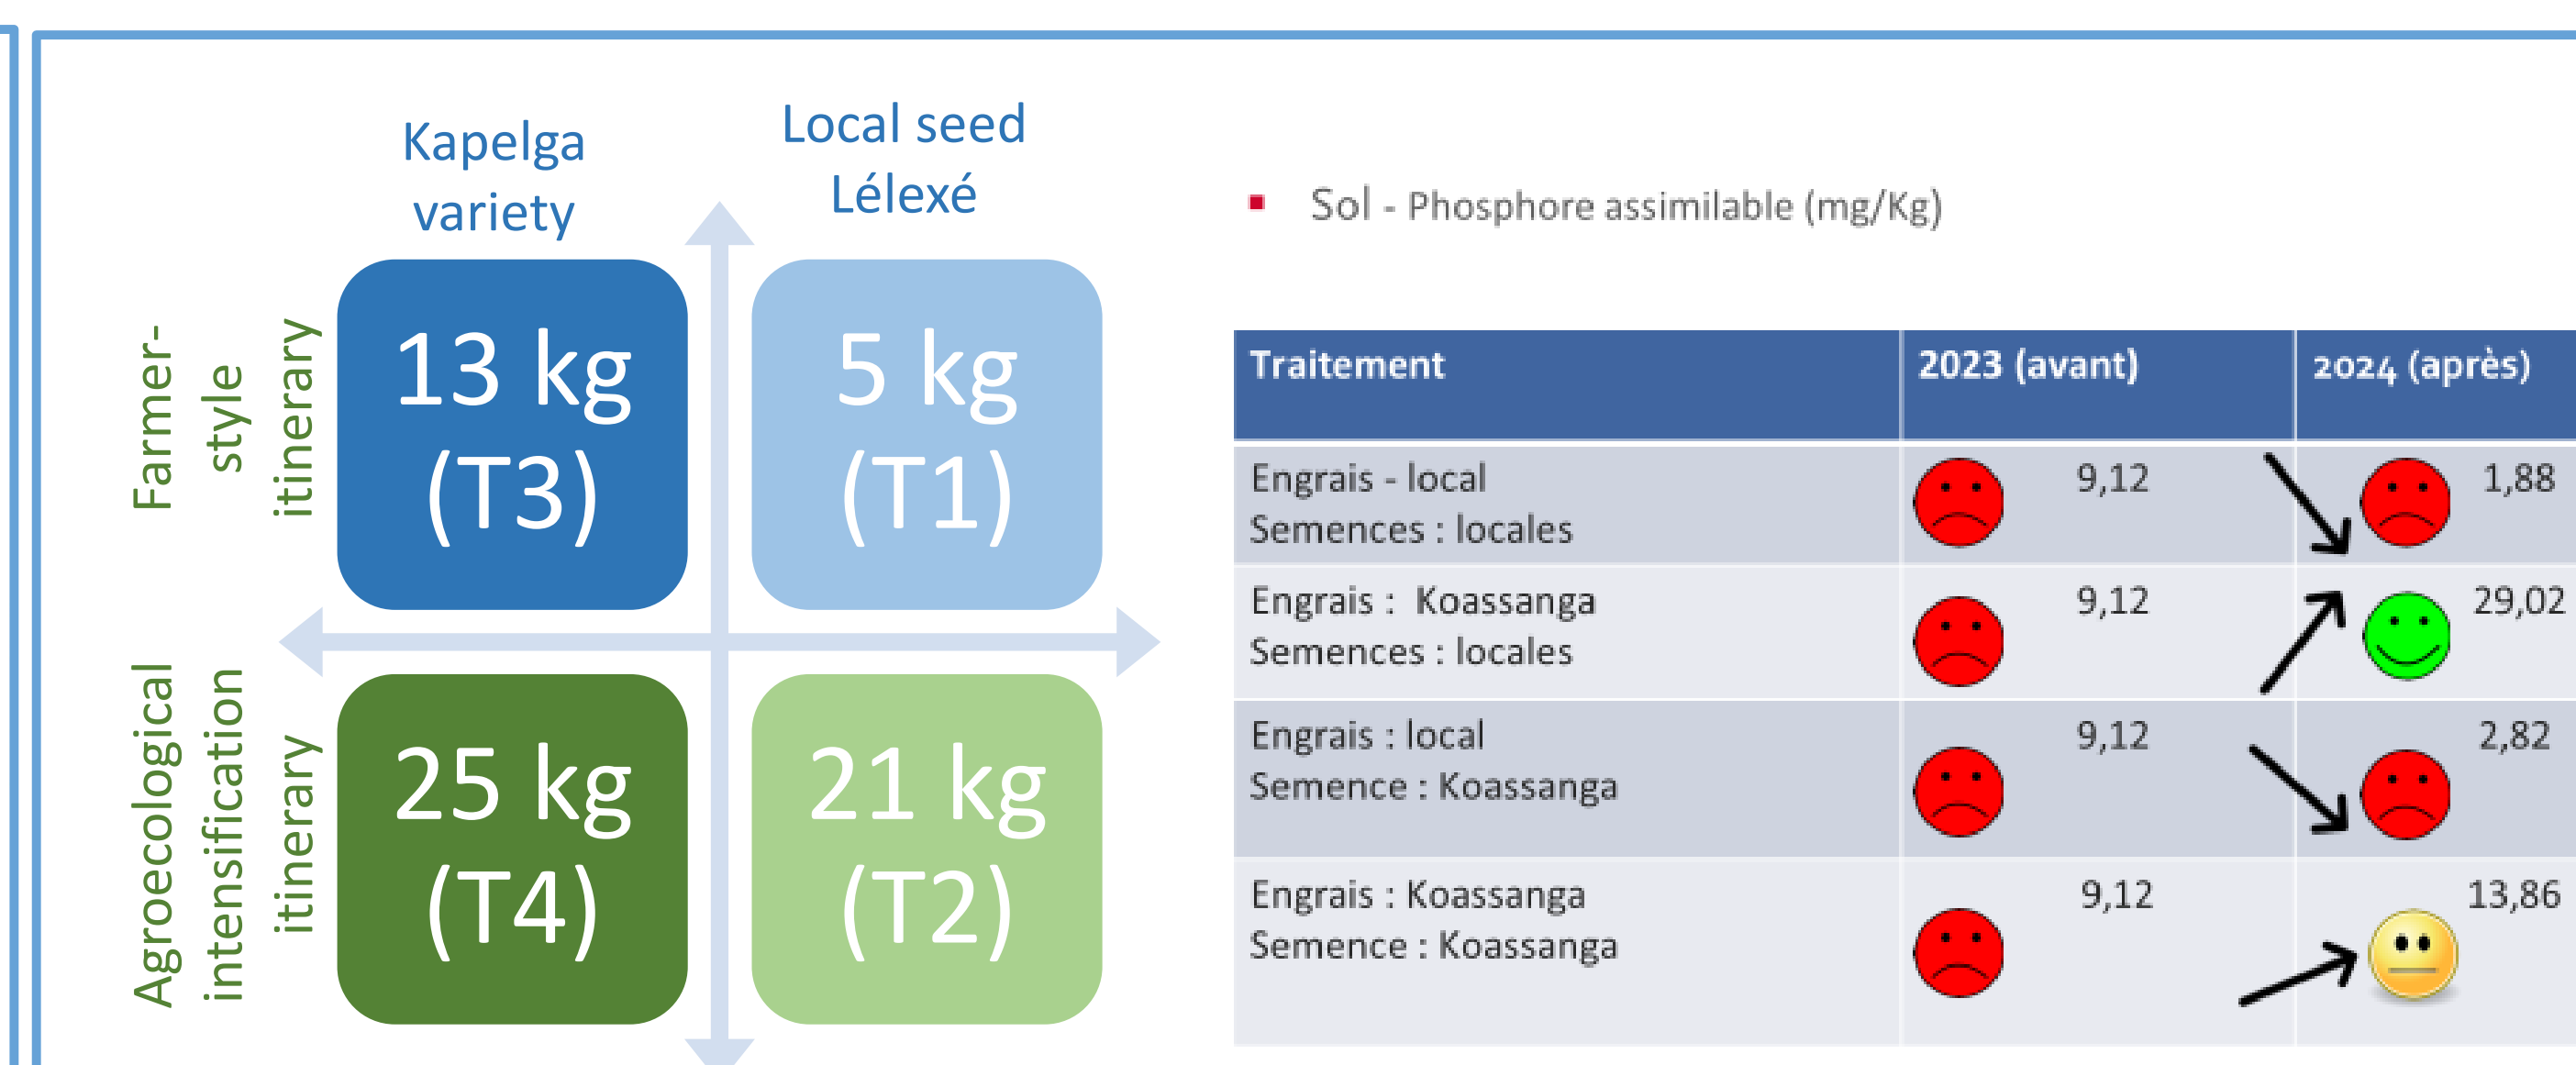 Kapelga
variety
Local seed
Lélexé
Farmer-
style
itinerary
13 kg
(T3)
5 kg
(T1)
Agroecological
intensification
itinerary
25 kg
(T4)
21 kg
(T2)
Sol - Phosphore assimilable (mg/Kg)
Traitement 2023 (avant) 2024 (après)
Engrais - local 9,12 1,88
Semences : locales
Engrais : Koassanga 9,12 29,02
Semences : locales
Engrais : local 9,12 2,82
Semence : Koassanga
Engrais : Koassanga 9,12 13,86
Semence : Koassanga